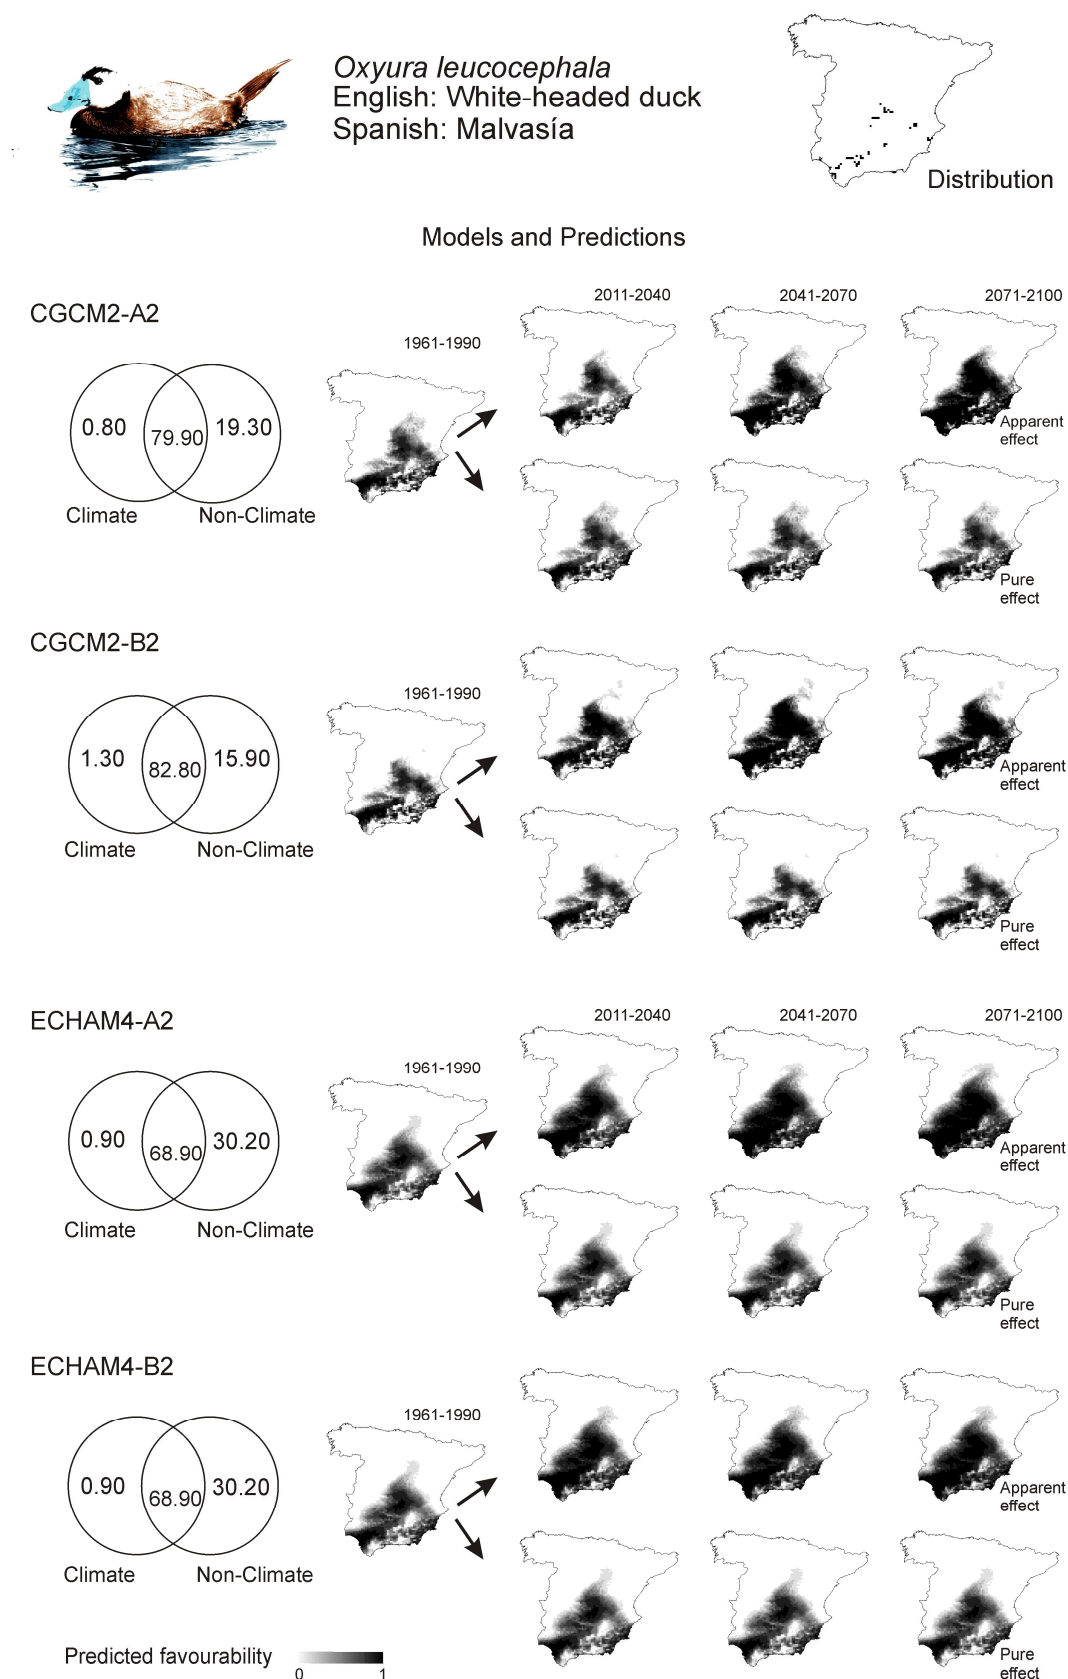 Oxyura leucocephala
English: White-headed duck
Spanish: Malvasía
Distribution
Models and Predictions
CGCM2-A2
0.80
79.90
19.30
Climate
Non-Climate
1961-1990
2011-2040
2041-2070
2071-2100
Apparent
effect
Pure
effect
CGCM2-B2
1.30
82.80
15.90
Climate
Non-Climate
1961-1990
Apparent
effect
Pure
effect
ECHAM4-A2
0.90
68.90
30.20
Climate
Non-Climate
1961-1990
2011-2040
2041-2070
2071-2100
Apparent
effect
Pure
effect
ECHAM4-B2
0.90
68.90
30.20
Climate
Non-Climate
1961-1990
Apparent
effect
Pure
effect
Predicted favourability
0
1